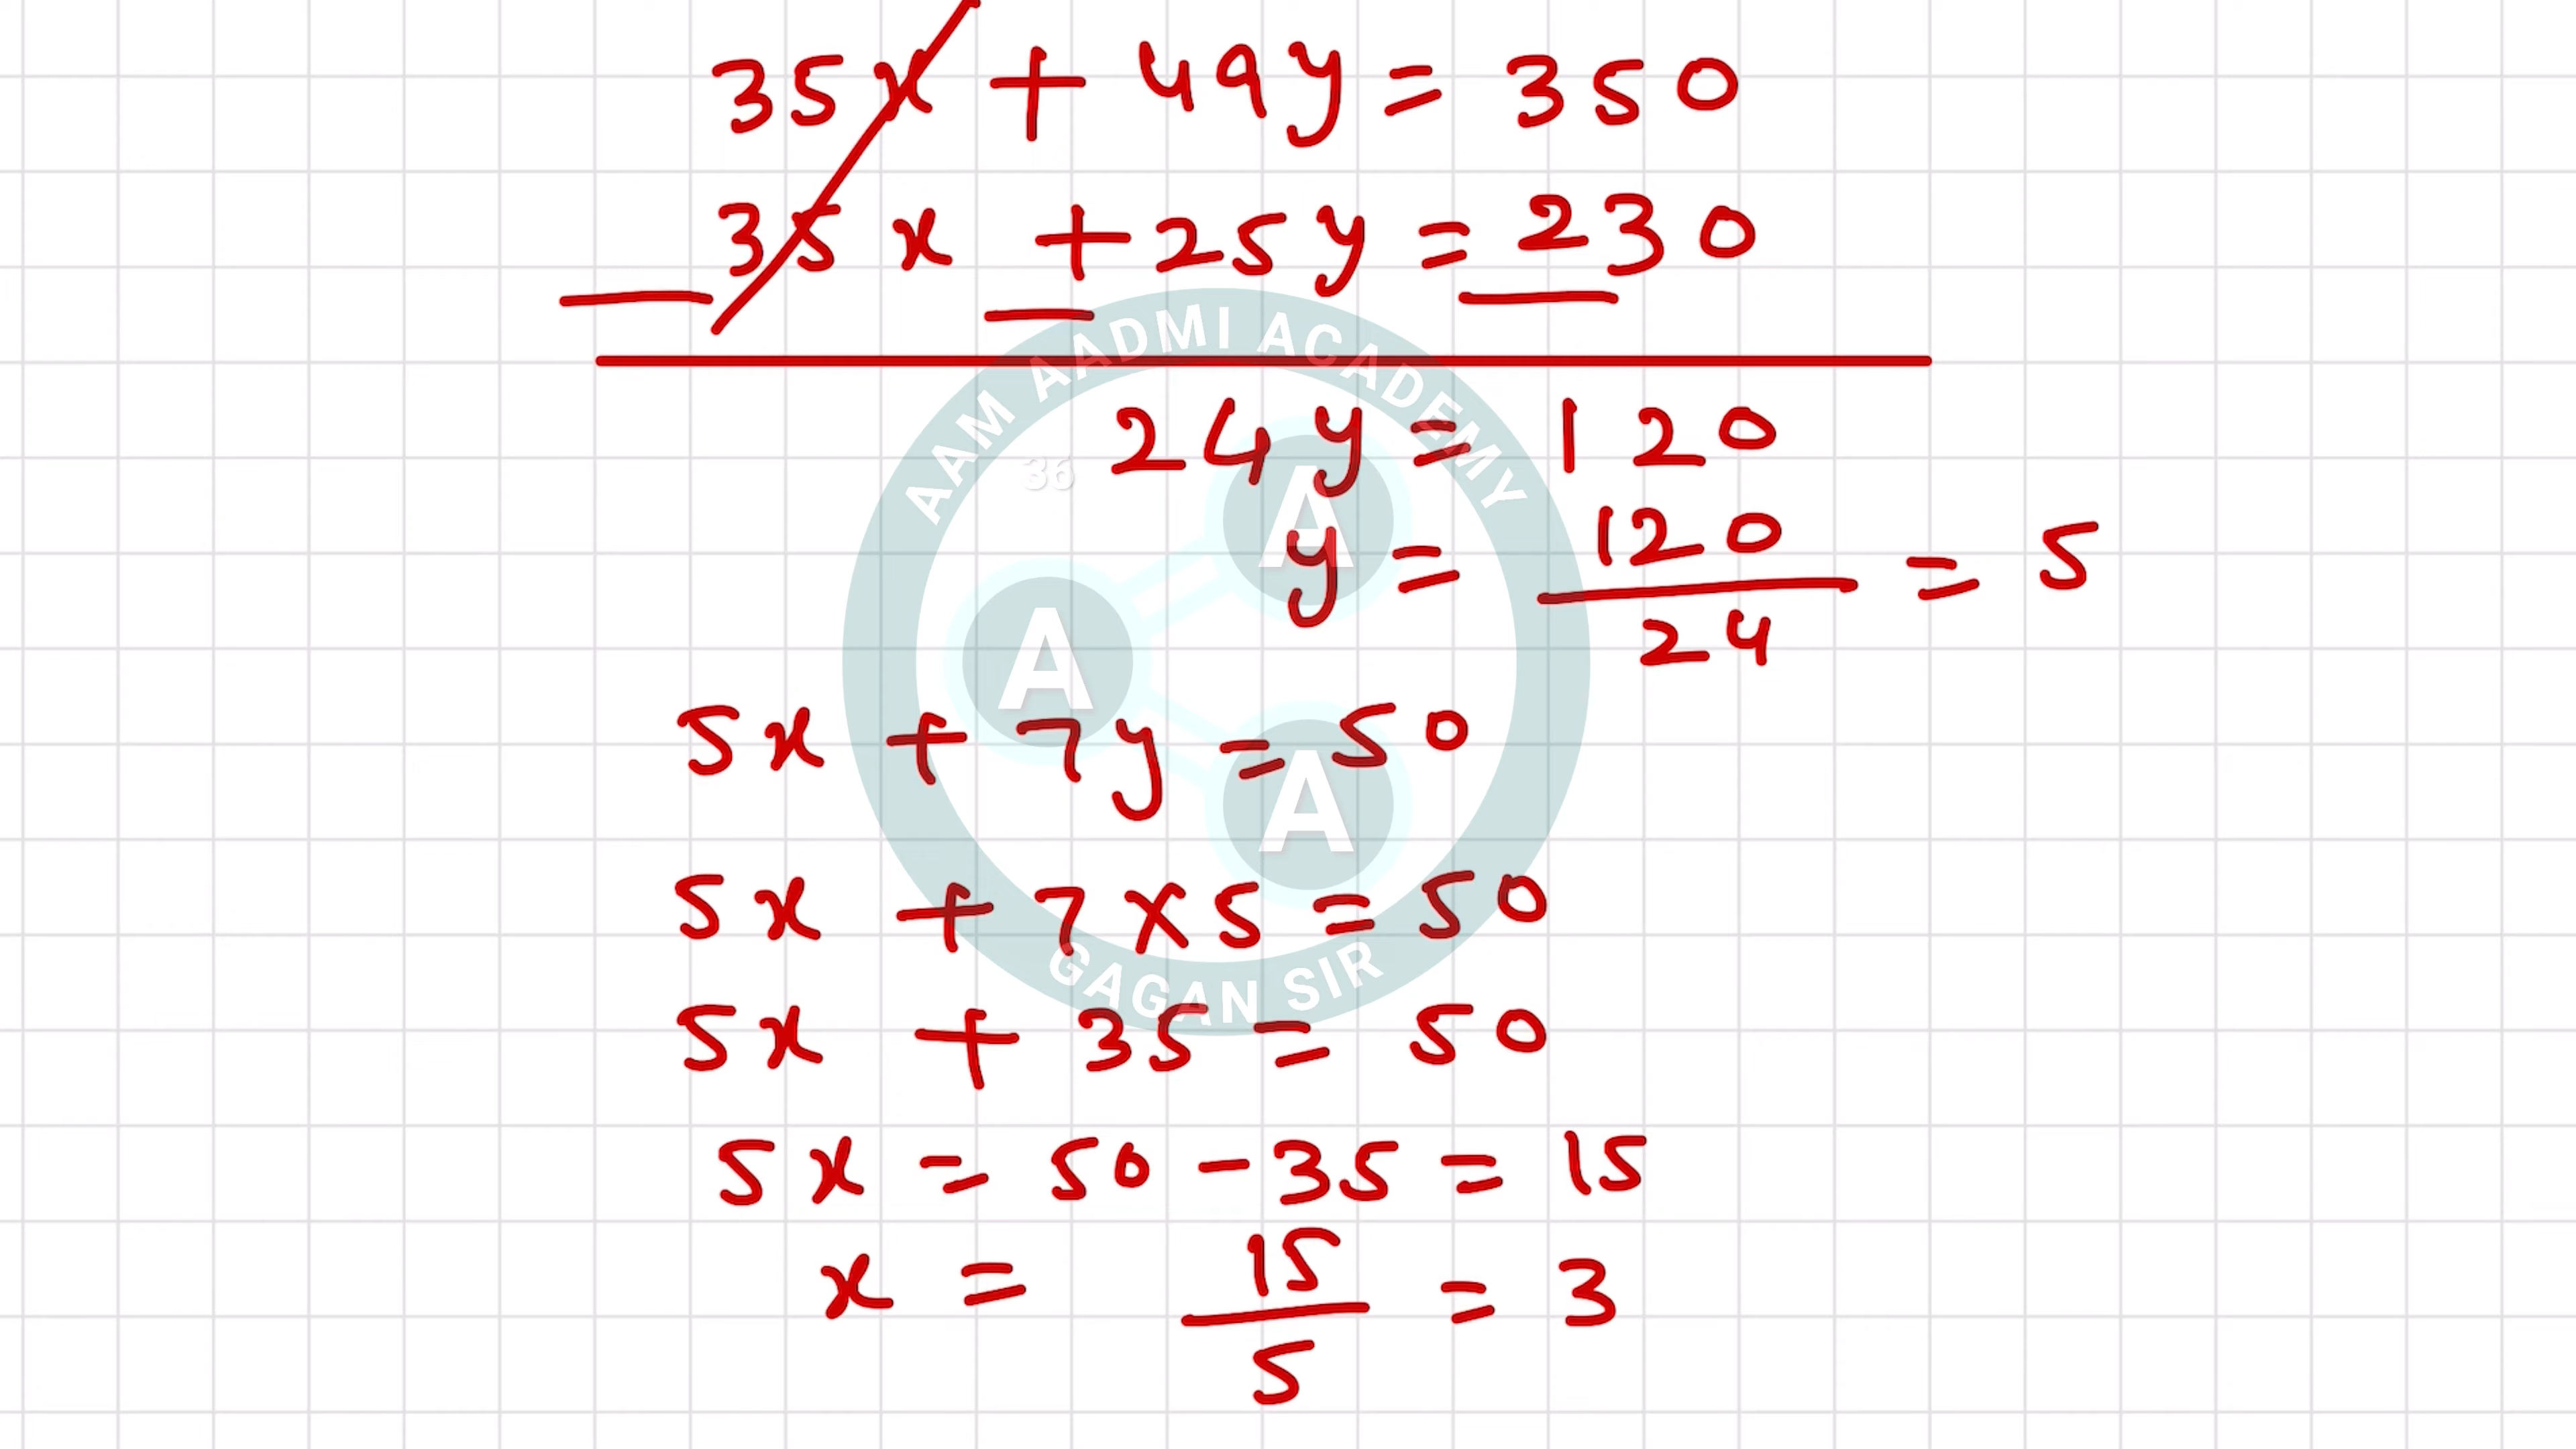 35x + 49y = 350
35x + 25y = 230
24y = 120
y = 120/24 = 5
5x + 7y = 50
5x + 7×5 = 50
5x + 35 = 50
5x = 50 - 35 = 15
x = 15/5 = 3
AAM AADMI ACADEMY
36
A
A
A
GAGAN SIR